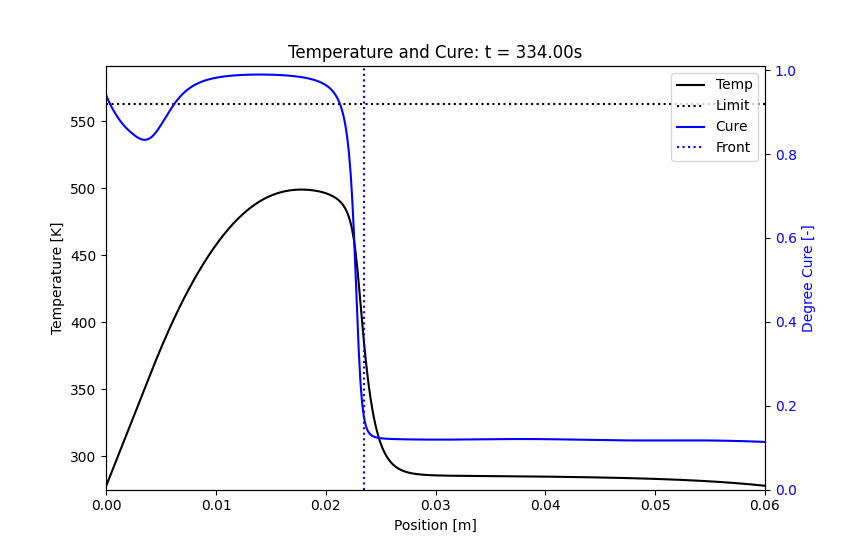 Temperature and Cure: t = 334.00s
Temp
Limit
Cure
Front
Temperature [K]
550
500
450
400
350
300
1.0
0.8
0.6
0.4
0.2
0.0
Degree Cure [-]
0.00 0.01 0.02 0.03 0.04 0.05 0.06
Position [m]